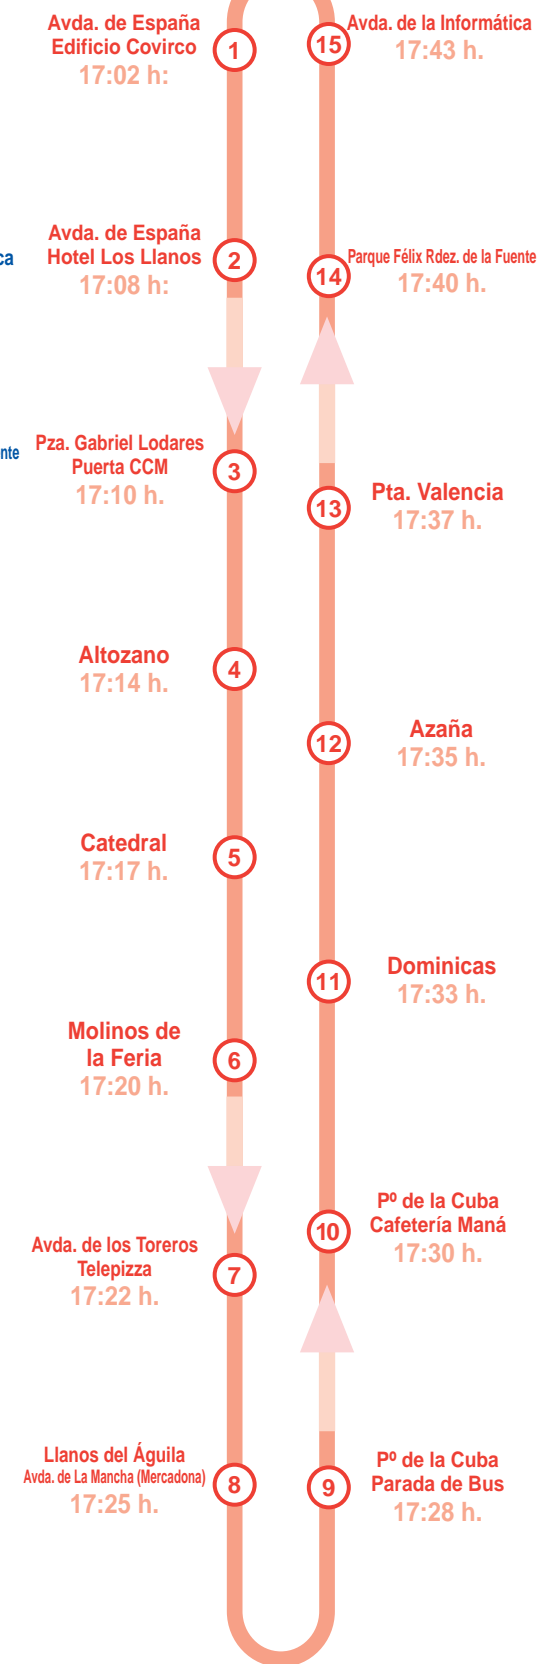 Avda. de España
Edificio Covirco
17:02 h:
1
Avda. de España
Hotel Los Llanos
17:08 h:
2
Pza. Gabriel Lodares
Puerta CCM
17:10 h.
3
Altozano
17:14 h.
4
Catedral
17:17 h.
5
Molinos de
la Feria
17:20 h.
6
Avda. de los Toreros
Telepizza
17:22 h.
7
Llanos del Águila
Avda. de La Mancha (Mercadona)
17:25 h.
8
Pº de la Cuba
Parada de Bus
17:28 h.
9
Pº de la Cuba
Cafetería Maná
17:30 h.
10
Dominicas
17:33 h.
11
Azaña
17:35 h.
12
Pta. Valencia
17:37 h.
13
Parque Félix Rdez. de la Fuente
17:40 h.
14
Avda. de la Informática
17:43 h.
15